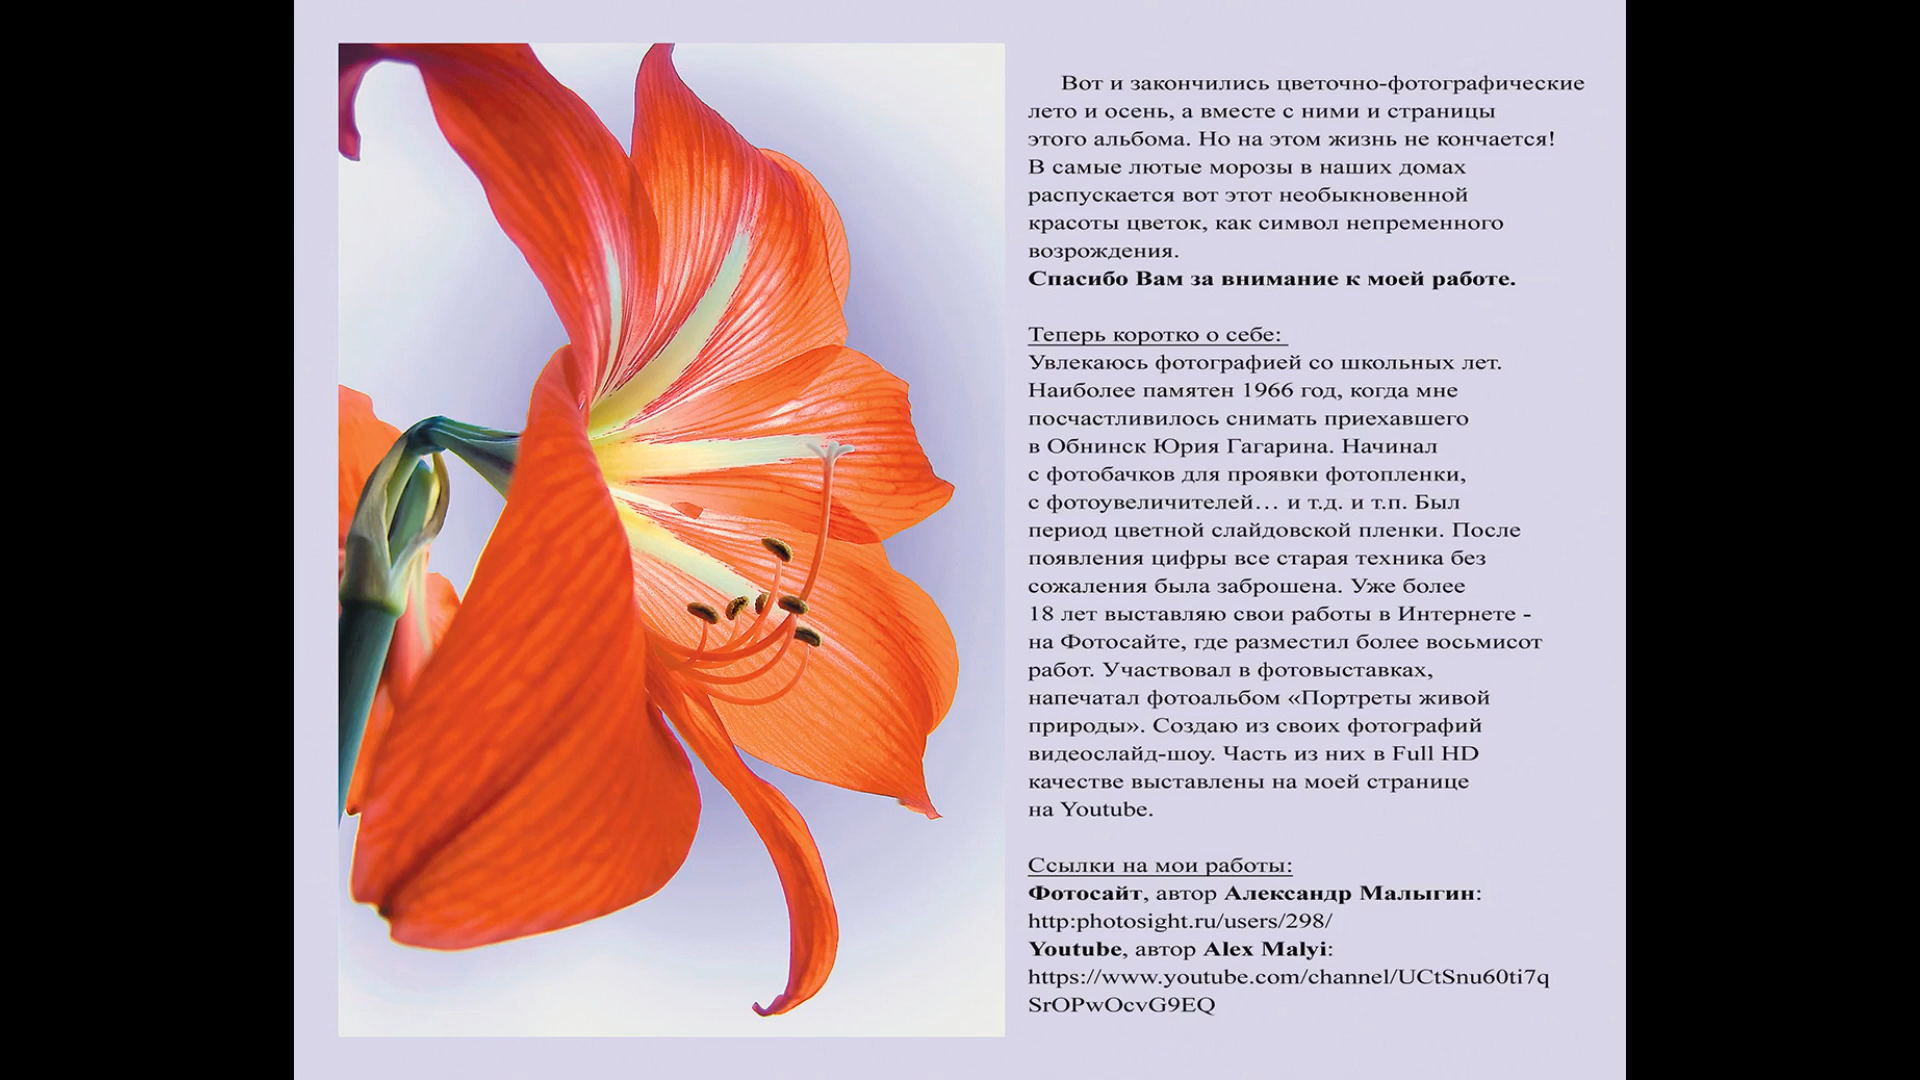 Вот и закончились цветочно-фотографические
лето и осень, а вместе с ними и страницы
этого альбома. Но на этом жизнь не кончается!
В самые лютые морозы в наших домах
распускается вот этот необыкновенной
красоты цветок, как символ непременного
возрождения.
Спасибо Вам за внимание к моей работе.
Теперь коротко о себе:
Увлекаюсь фотографией со школьных лет.
Наиболее памятен 1966 год, когда мне
посчастливилось снимать приехавшего
в Обнинск Юрия Гагарина. Начинал
с фотобачков для проявки фотопленки,
с фотоувеличителей... и т.д. и т.п. Был
период цветной слайдовской пленки. После
появления цифры все старая техника без
сожаления была заброшена. Уже более
18 лет выставляю свои работы в Интернете -
на Фотосайте, где разместил более восьмисот
работ. Участвовал в фотовыставках,
напечатал фотоальбом «Портреты живой
природы». Создаю из своих фотографий
видеослайд-шоу. Часть из них в Full HD
качестве выставлены на моей странице
на Youtube.
Ссылки на мои работы:
Фотосайт, автор Александр Малыгин:
http:photosight.ru/users/298/
Youtube, автор Alex Malyi:
https://www.youtube.com/channel/UCtSnu60ti7q
SrOPwOcvG9EQ